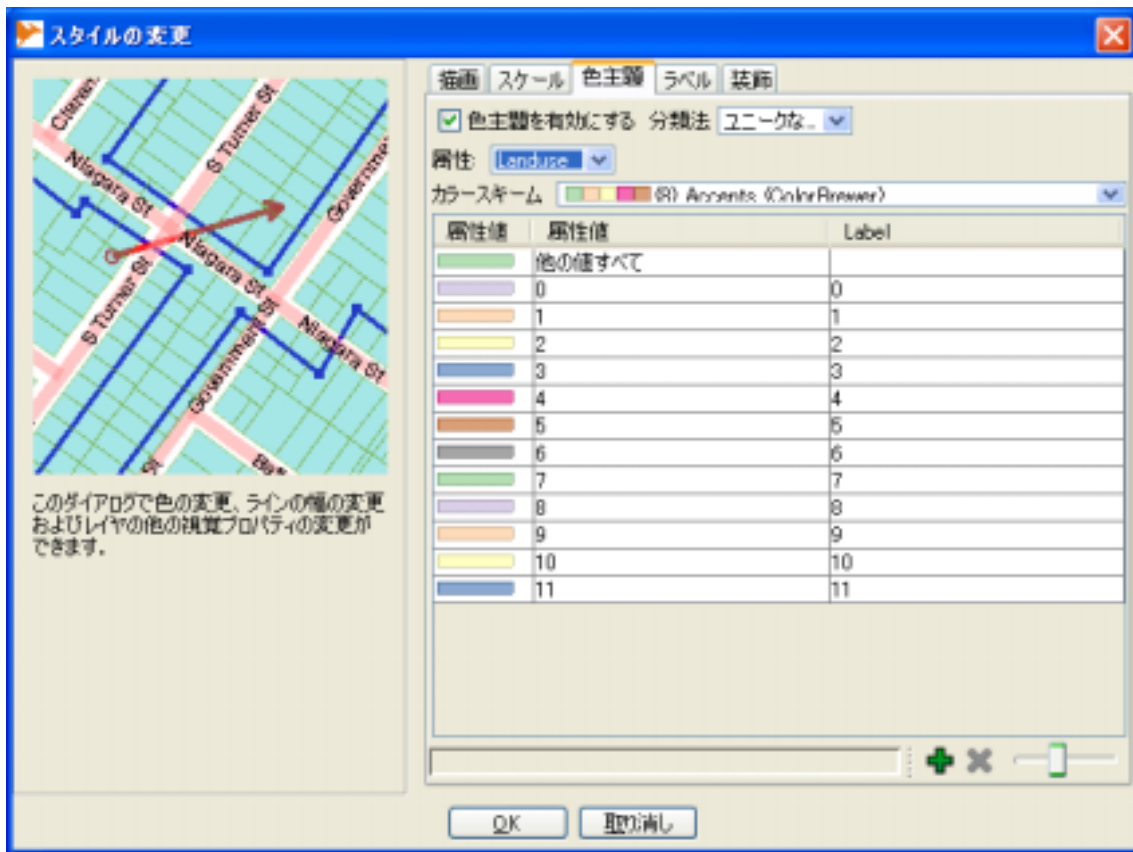 スタイルの変更
S Turner St
Niagara St
Niagara St
Niagara St
S Turner St
Government St
St
このダイアログで色の変更、ラインの幅の変更
およびレイヤの他の視覚プロパティの変更が
できます。
描画 スケール 色主題 ラベル 装飾
色主題を有効にする 分類法 ユニークな...
属性: Landuse
カラースキーム (8) Accents (ColorBrewer)
属性値 属性値 Label
他の値すべて
0 0
1 1
2 2
3 3
4 4
5 5
6 6
7 7
8 8
9 9
10 10
11 11
OK 取り消し